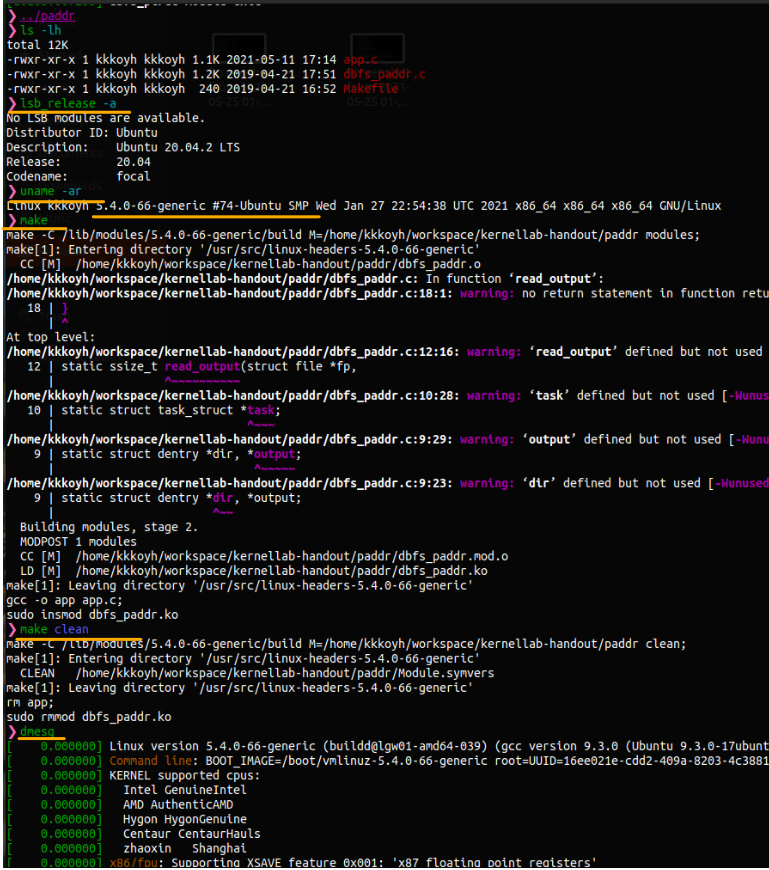 ❯ ../paddr
❯ ls -lh
total 12K
-rwxr-xr-x 1 kkkoyh kkkoyh 1.1K 2021-05-11 17:14 app.c
-rwxr-xr-x 1 kkkoyh kkkoyh 1.2K 2019-04-21 17:51 dbfs_paddr.c
-rwxr-xr-x 1 kkkoyh kkkoyh  240 2019-04-21 16:52 Makefile
05-25 01-... 05-25 01-...
❯ lsb_release -a
No LSB modules are available.
Distributor ID: Ubuntu
Description:    Ubuntu 20.04.2 LTS
Release:        20.04
Codename:       focal
❯ uname -ar
Linux kkkoyh 5.4.0-66-generic #74-Ubuntu SMP Wed Jan 27 22:54:38 UTC 2021 x86_64 x86_64 x86_64 GNU/Linux
❯ make
make -C /lib/modules/5.4.0-66-generic/build M=/home/kkkoyh/workspace/kernellab-handout/paddr modules;
make[1]: Entering directory '/usr/src/linux-headers-5.4.0-66-generic'
  CC [M]  /home/kkkoyh/workspace/kernellab-handout/paddr/dbfs_paddr.o
/home/kkkoyh/workspace/kernellab-handout/paddr/dbfs_paddr.c: In function ‘read_output’:
/home/kkkoyh/workspace/kernellab-handout/paddr/dbfs_paddr.c:18:1: warning: no return statement in function retu
   18 | }
      | ^
At top level:
/home/kkkoyh/workspace/kernellab-handout/paddr/dbfs_paddr.c:12:16: warning: ‘read_output’ defined but not used
   12 | static ssize_t read_output(struct file *fp,
      |                ^~~~~~~~~~~
/home/kkkoyh/workspace/kernellab-handout/paddr/dbfs_paddr.c:10:28: warning: ‘task’ defined but not used [-Wunus
   10 | static struct task_struct *task;
      |                            ^~~~
/home/kkkoyh/workspace/kernellab-handout/paddr/dbfs_paddr.c:9:29: warning: ‘output’ defined but not used [-Wunu
    9 | static struct dentry *dir, *output;
      |                             ^~~~~~
/home/kkkoyh/workspace/kernellab-handout/paddr/dbfs_paddr.c:9:23: warning: ‘dir’ defined but not used [-Wunused
    9 | static struct dentry *dir, *output;
      |                       ^~~
  Building modules, stage 2.
  MODPOST 1 modules
  CC [M]  /home/kkkoyh/workspace/kernellab-handout/paddr/dbfs_paddr.mod.o
  LD [M]  /home/kkkoyh/workspace/kernellab-handout/paddr/dbfs_paddr.ko
make[1]: Leaving directory '/usr/src/linux-headers-5.4.0-66-generic'
gcc -o app app.c;
sudo insmod dbfs_paddr.ko
❯ make clean
make -C /lib/modules/5.4.0-66-generic/build M=/home/kkkoyh/workspace/kernellab-handout/paddr clean;
make[1]: Entering directory '/usr/src/linux-headers-5.4.0-66-generic'
  CLEAN   /home/kkkoyh/workspace/kernellab-handout/paddr/Module.symvers
make[1]: Leaving directory '/usr/src/linux-headers-5.4.0-66-generic'
rm app;
sudo rmmod dbfs_paddr.ko
❯ dmesg
[    0.000000] Linux version 5.4.0-66-generic (buildd@lgw01-amd64-039) (gcc version 9.3.0 (Ubuntu 9.3.0-17ubunt
[    0.000000] Command line: BOOT_IMAGE=/boot/vmlinuz-5.4.0-66-generic root=UUID=16ee021e-cdd2-409a-8203-4c3881
[    0.000000] KERNEL supported cpus:
[    0.000000]   Intel GenuineIntel
[    0.000000]   AMD AuthenticAMD
[    0.000000]   Hygon HygonGenuine
[    0.000000]   Centaur CentaurHauls
[    0.000000]   zhaoxin   Shanghai
[    0.000000] x86/fpu: Supporting XSAVE feature 0x001: 'x87 floating point registers'